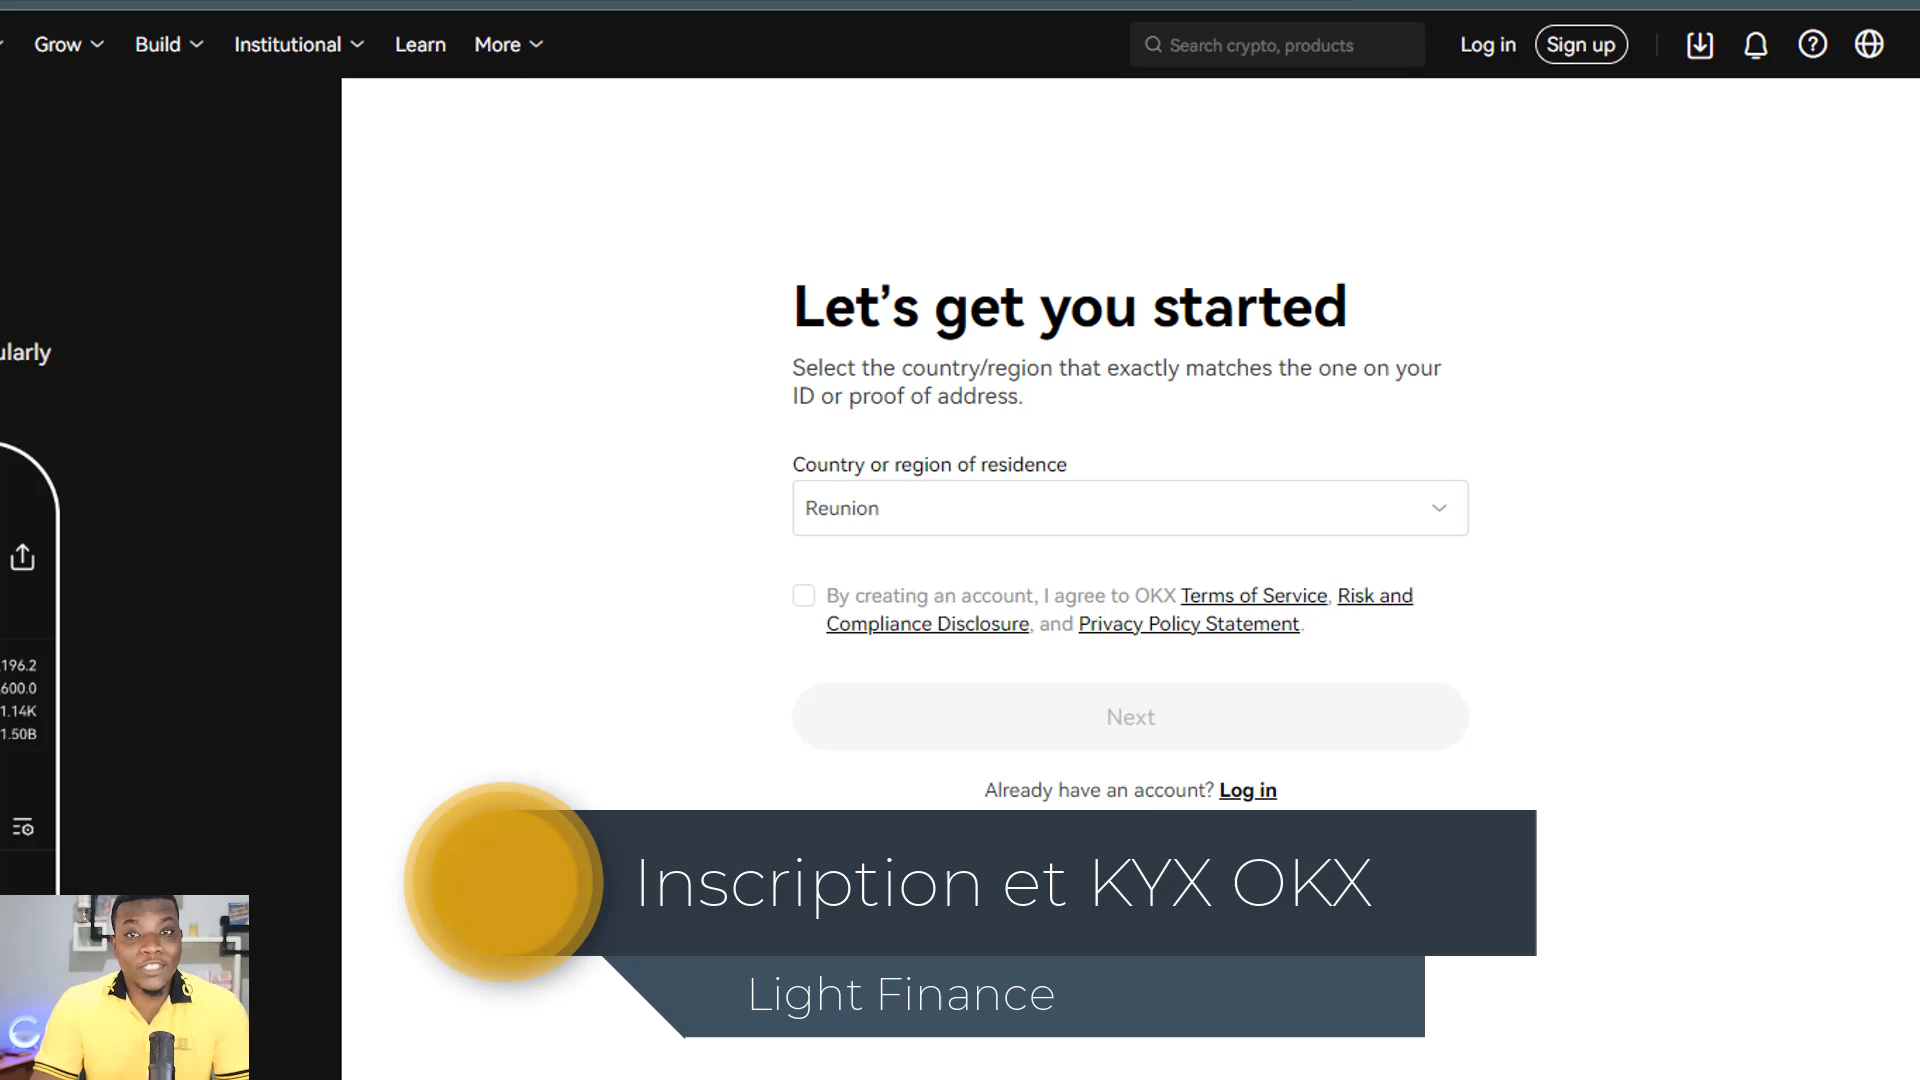 Grow
Build
Institutional
Learn
More
Search crypto, products
Log in
Sign up
ularly
196.2
600.0
1.14K
1.50B
Let's get you started
Select the country/region that exactly matches the one on your
ID or proof of address.
Country or region of residence
Reunion
By creating an account, I agree to OKX Terms of Service, Risk and
Compliance Disclosure, and Privacy Policy Statement.
Next
Already have an account? Log in
Inscription et KYX OKX
Light Finance